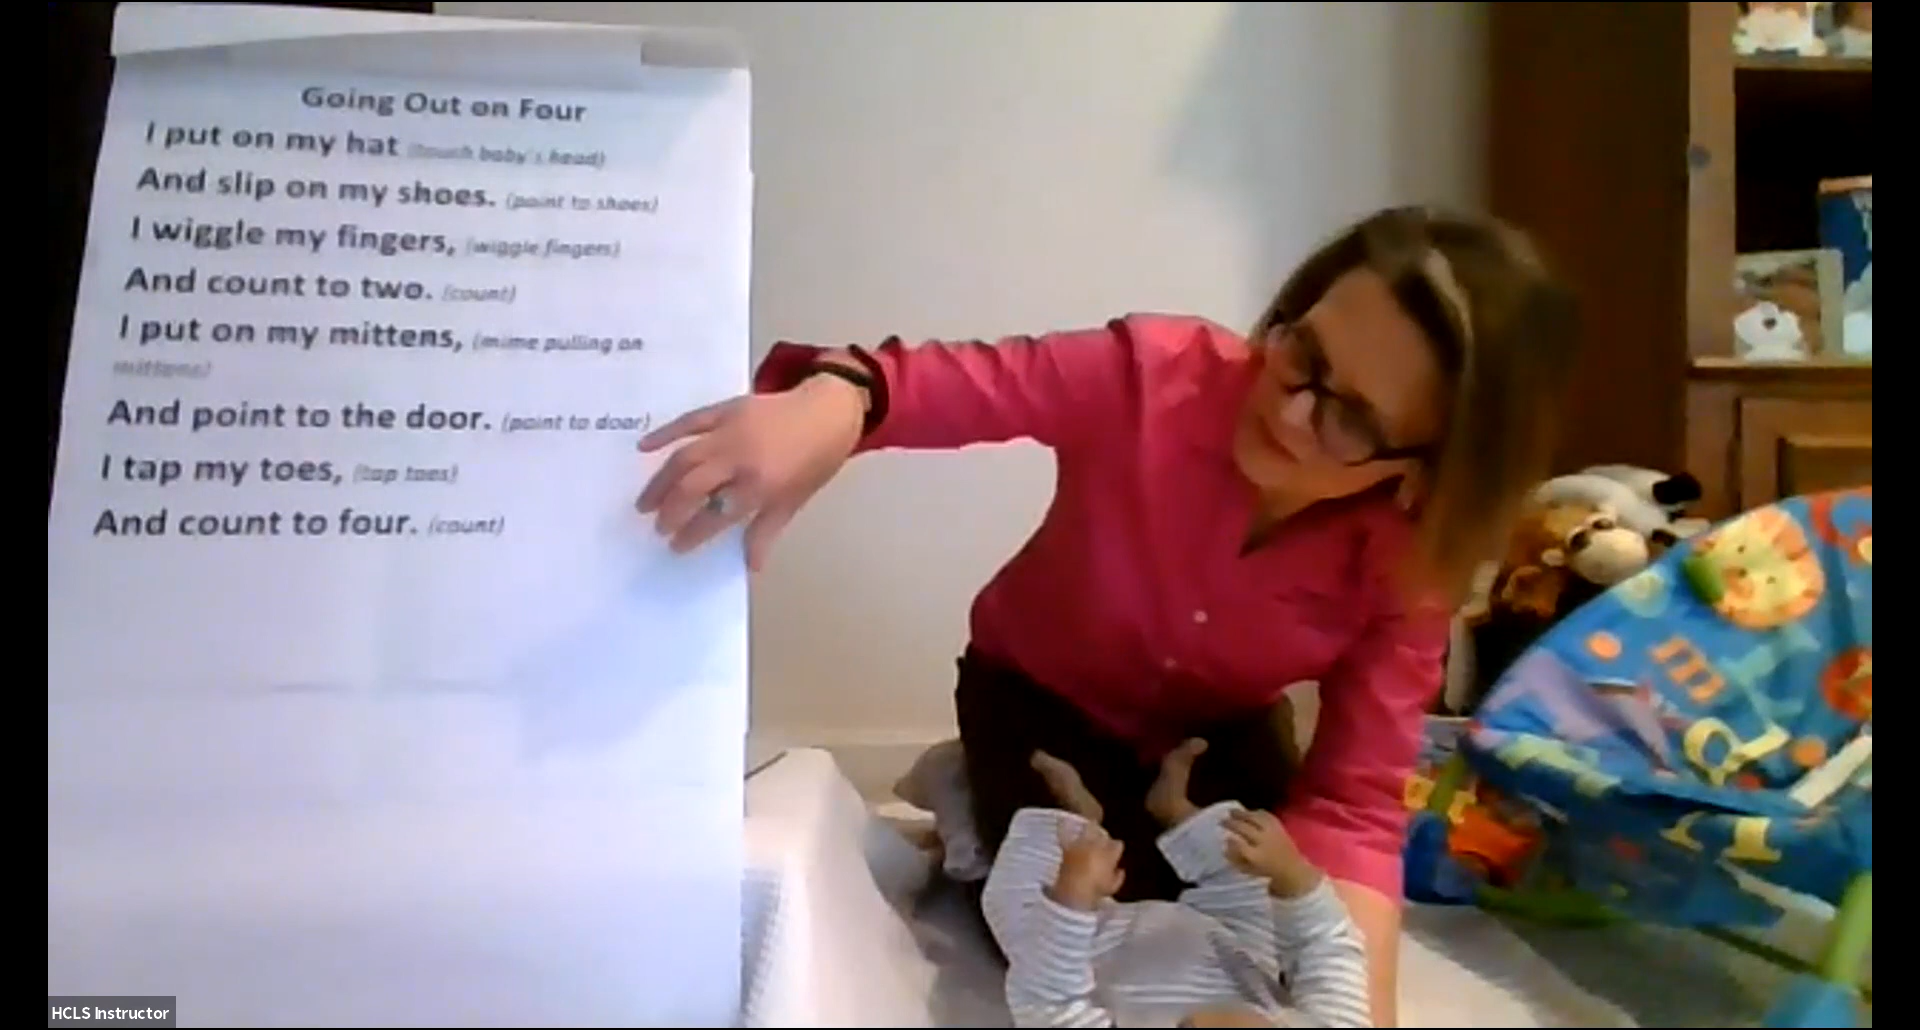 Going Out on Four
I put on my hat (touch baby's head)
And slip on my shoes. (point to shoes)
I wiggle my fingers, (wiggle fingers)
And count to two. (count)
I put on my mittens, (mime pulling on
mittens)
And point to the door. (point to door)
I tap my toes, (tap toes)
And count to four. (count)
HCLS Instructor